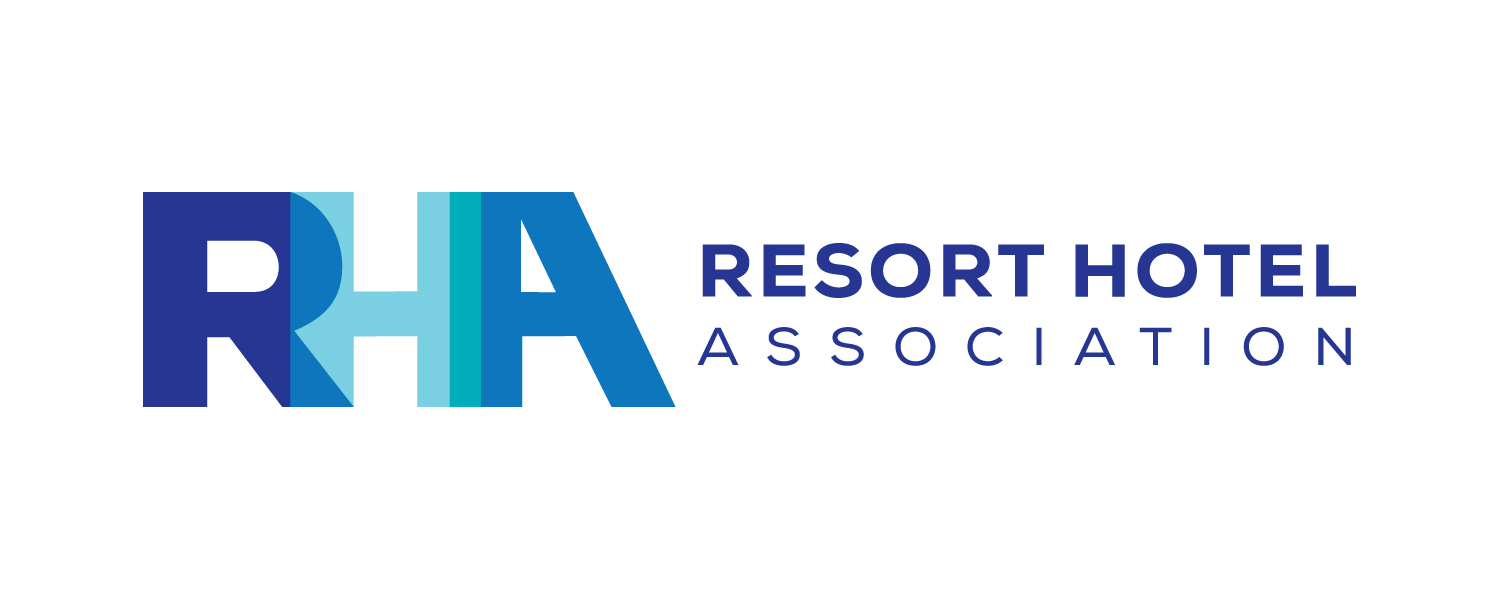 RHA
RESORT HOTEL
ASSOCIATION